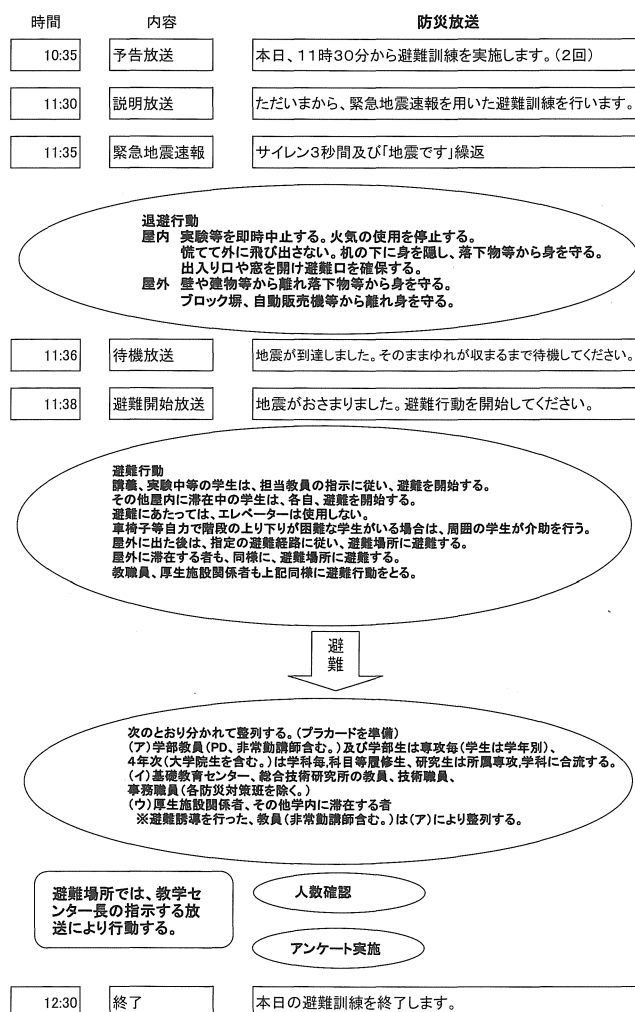 時間 内容 防災放送
10:35 予告放送 本日、11時30分から避難訓練を実施します。(2回)
11:30 説明放送 ただいまから、緊急地震速報を用いた避難訓練を行います。
11:35 緊急地震速報 サイレン3秒間及び「地震です」繰返
退避行動
屋内 実験等を即時中止する。火気の使用を停止する。
慌てて外に飛び出さない。机の下に身を隠し、落下物等から身を守る。
出入り口や窓を開け避難口を確保する。
屋外 壁や建物等から離れ落下物等から身を守る。
ブロック塀、自動販売機等から離れ身を守る。
11:36 待機放送 地震が到達しました。そのままゆれが収まるまで待機してください。
11:38 避難開始放送 地震がおさまりました。避難行動を開始してください。
避難行動
講義、実験中等の学生は、担当教員の指示に従い、避難を開始する。
その他屋内に滞在中の学生は、各自、避難を開始する。
避難にあたっては、エレベーターは使用しない。
車椅子等自力で階段の上り下りが困難な学生がいる場合は、周囲の学生が介助を行う。
屋外に出た後は、指定の避難経路に従い、避難場所に避難する。
屋外に滞在する者も、同様に、避難場所に避難する。
教職員、厚生施設関係者も上記同様に避難行動をとる。
避
難
次のとおり分かれて整列する。(プラカードを準備)
(ア)学部教員(PD、非常勤講師含む。)及び学部生は専攻毎(学生は学年別)、
4年次(大学院生を含む。)は学科毎,科目等履修生、研究生は所属専攻,学科に合流する。
(イ)基礎教育センター、総合技術研究所の教員、技術職員、
事務職員(各防災対策班を除く。)
(ウ)厚生施設関係者、その他学内に滞在する者
※避難誘導を行った、教員(非常勤講師含む。)は(ア)により整列する。
避難場所では、教学セ
ンター長の指示する放
送により行動する。
人数確認
アンケート実施
12:30 終了 本日の避難訓練を終了します。